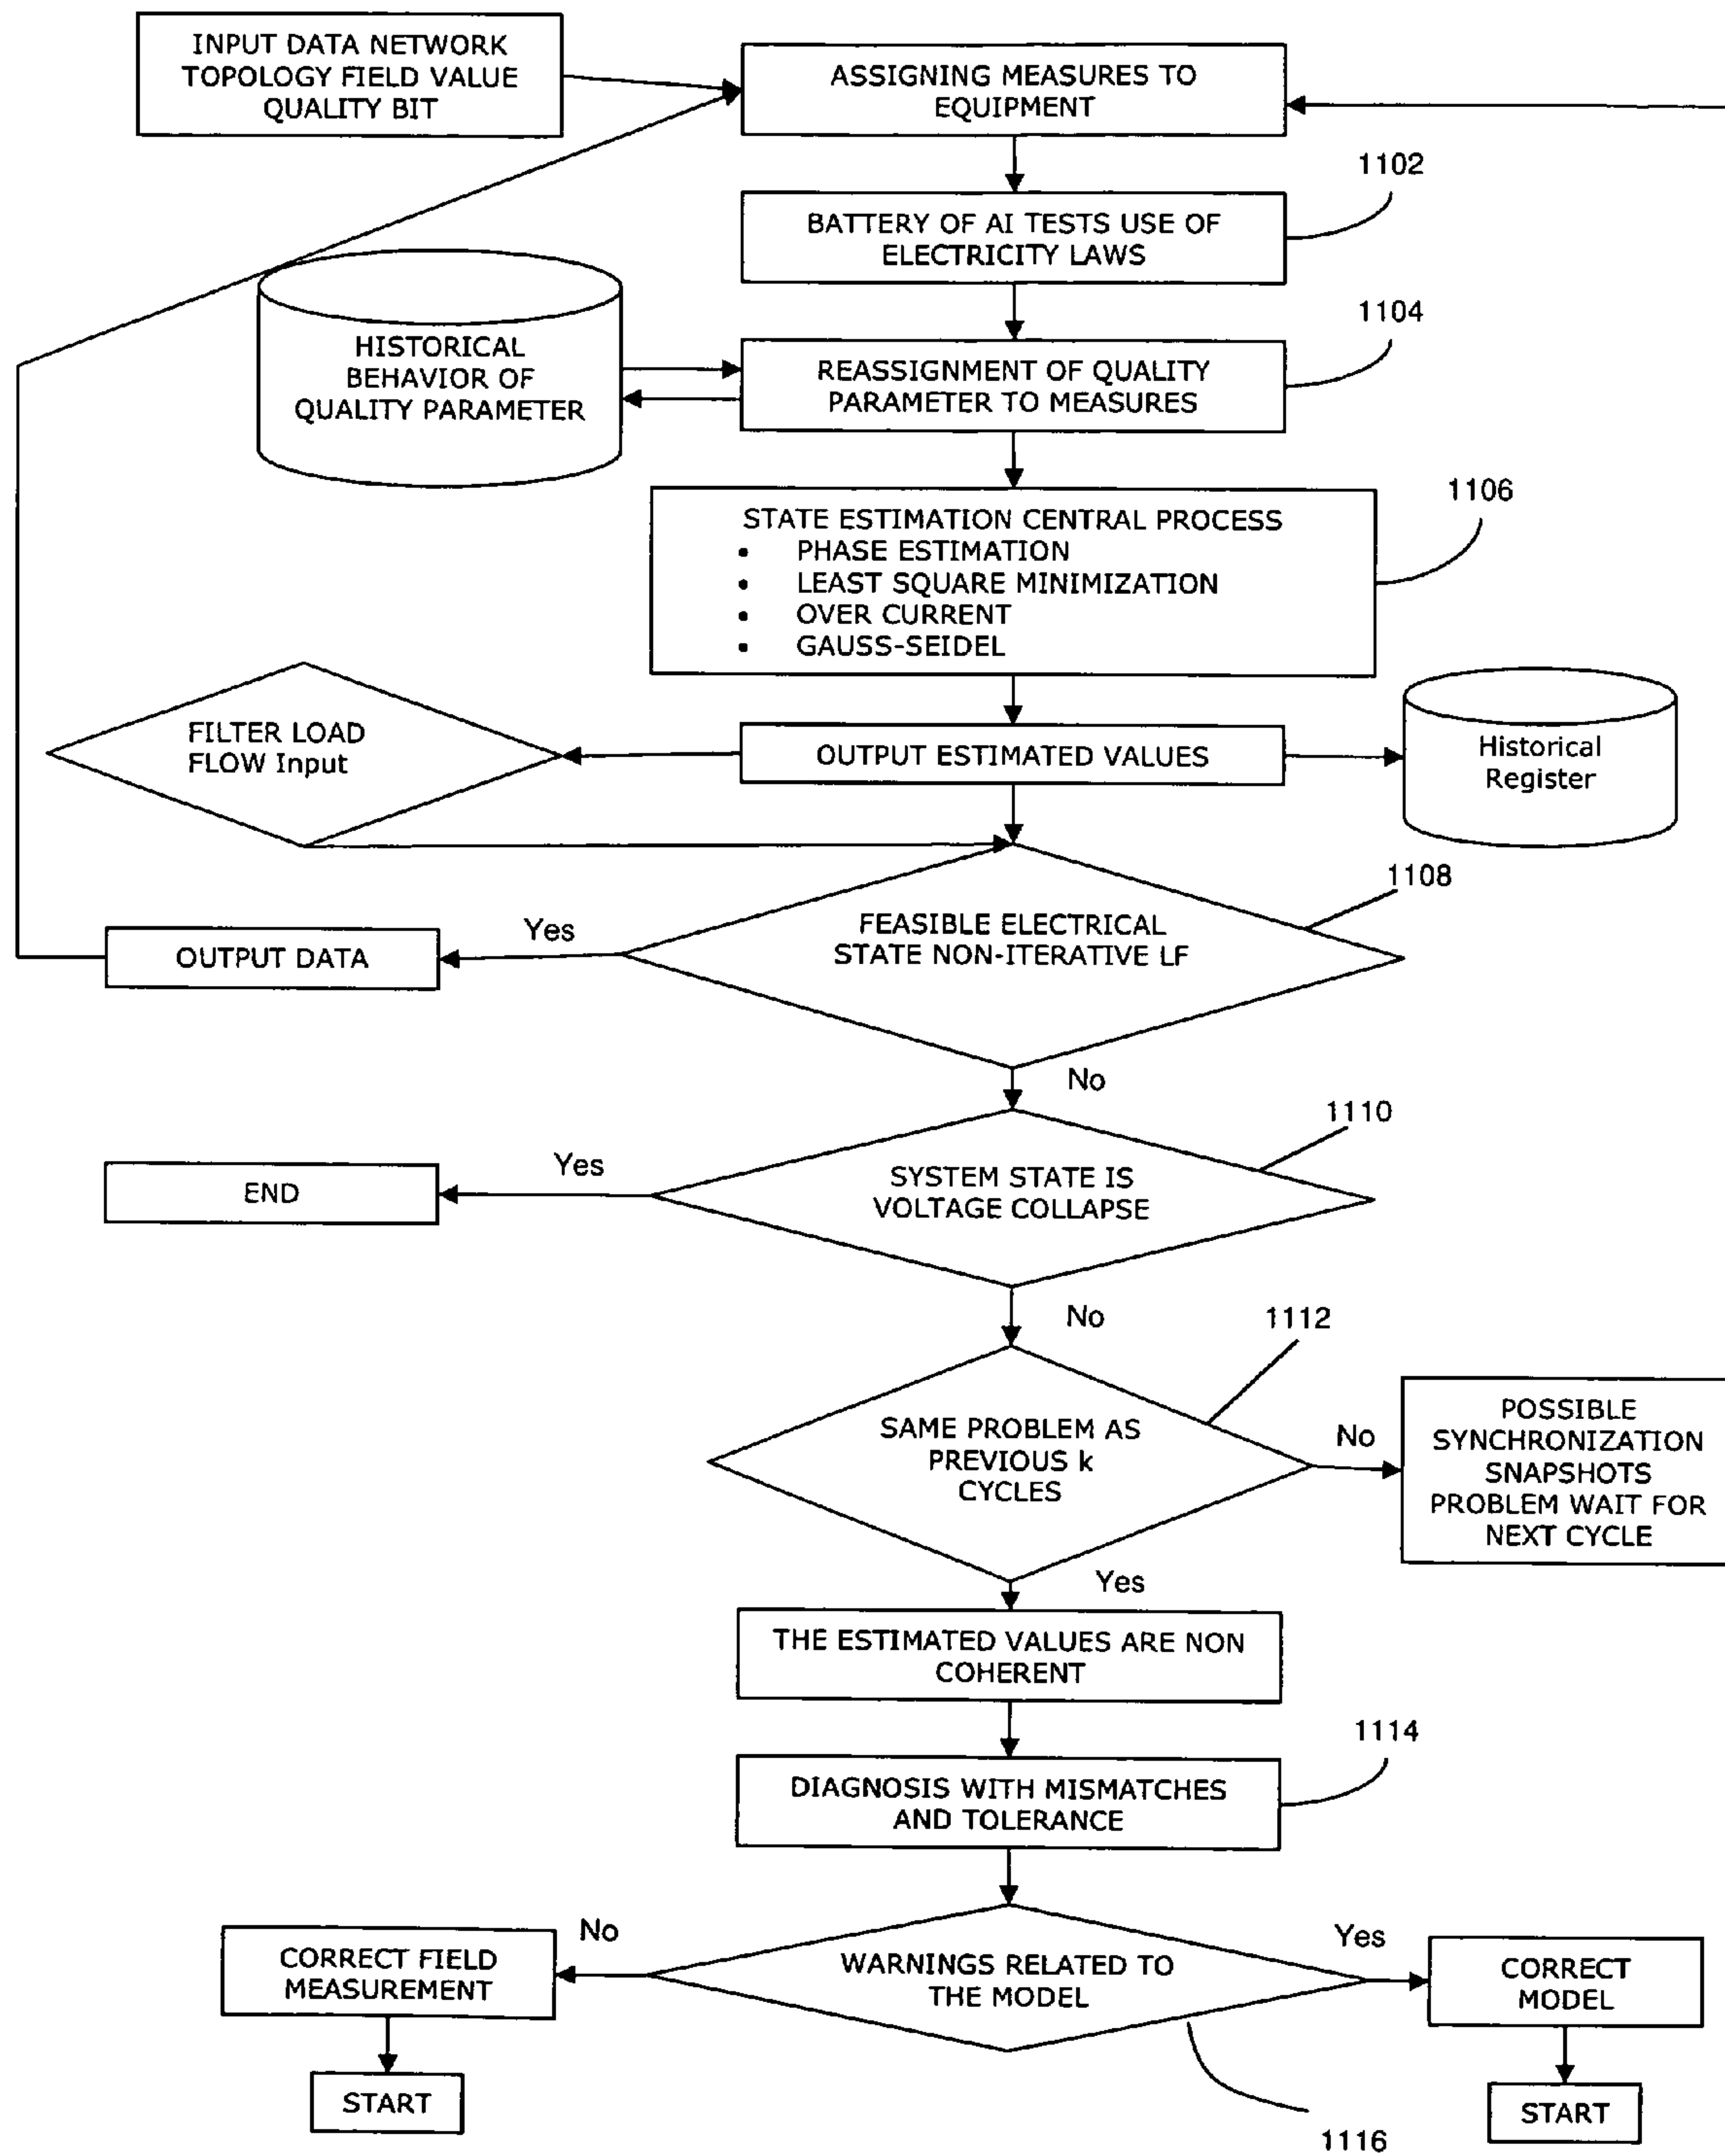 INPUT DATA NETWORK
TOPOLOGY FIELD VALUE
QUALITY BIT
ASSIGNING MEASURES TO
EQUIPMENT
1102
BATTERY OF AI TESTS USE OF
ELECTRICITY LAWS
1104
HISTORICAL
BEHAVIOR OF
QUALITY PARAMETER
REASSIGNMENT OF QUALITY
PARAMETER TO MEASURES
1106
STATE ESTIMATION CENTRAL PROCESS
• PHASE ESTIMATION
• LEAST SQUARE MINIMIZATION
• OVER CURRENT
• GAUSS-SEIDEL
FILTER LOAD
FLOW Input
OUTPUT ESTIMATED VALUES
Historical
Register
1108
FEASIBLE ELECTRICAL
STATE NON-ITERATIVE LF
Yes
OUTPUT DATA
No
1110
SYSTEM STATE IS
VOLTAGE COLLAPSE
Yes
END
No
1112
SAME PROBLEM AS
PREVIOUS k
CYCLES
No
POSSIBLE
SYNCHRONIZATION
SNAPSHOTS
PROBLEM WAIT FOR
NEXT CYCLE
Yes
THE ESTIMATED VALUES ARE NON
COHERENT
1114
DIAGNOSIS WITH MISMATCHES
AND TOLERANCE
No
CORRECT FIELD
MEASUREMENT
WARNINGS RELATED TO
THE MODEL
Yes
CORRECT
MODEL
START
START
1116